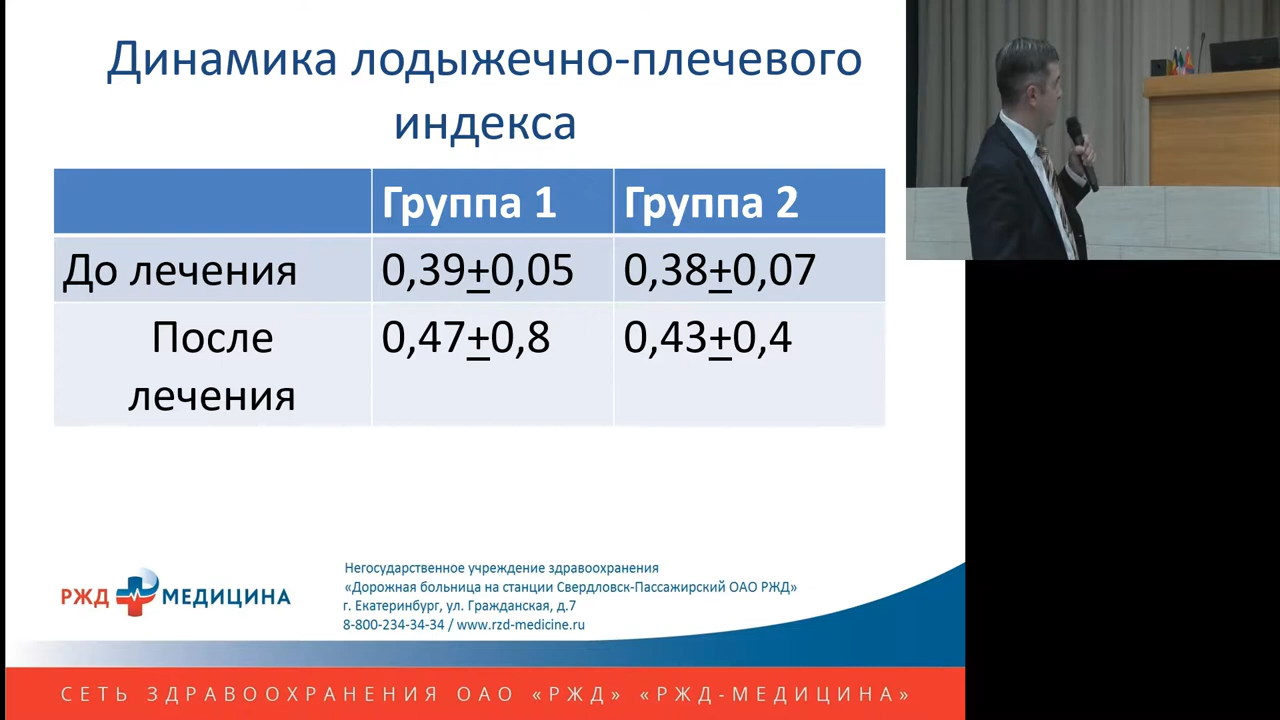 Динамика лодыжечно-плечевого
индекса
Группа 1 Группа 2
До лечения 0,39±0,05 0,38±0,07
После 0,47±0,8 0,43±0,4
лечения
Негосударственное учреждение здравоохранения
«Дорожная больница на станции Свердловск-Пассажирский ОАО РЖД»
г. Екатеринбург, ул. Гражданская, д.7
8-800-234-34-34 / www.rzd-medicine.ru
РЖД МЕДИЦИНА
СЕТЬ ЗДРАВООХРАНЕНИЯ ОАО «РЖД» «РЖД-МЕДИЦИНА»